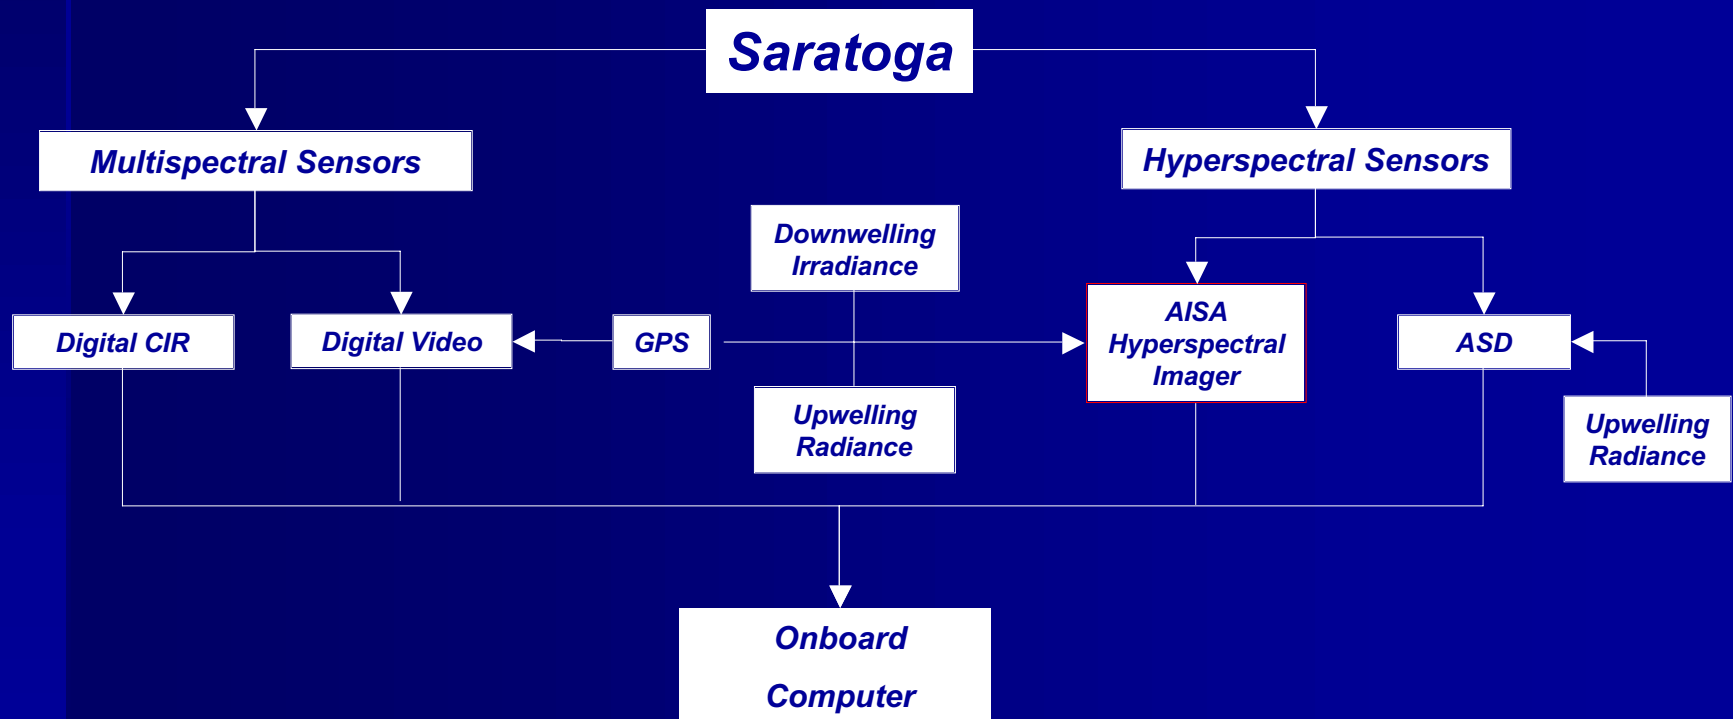 Saratoga
Multispectral Sensors
Hyperspectral Sensors
Downwelling
Irradiance
Digital CIR
Digital Video
GPS
AISA
Hyperspectral
Imager
ASD
Upwelling
Radiance
Upwelling
Radiance
Onboard
Computer